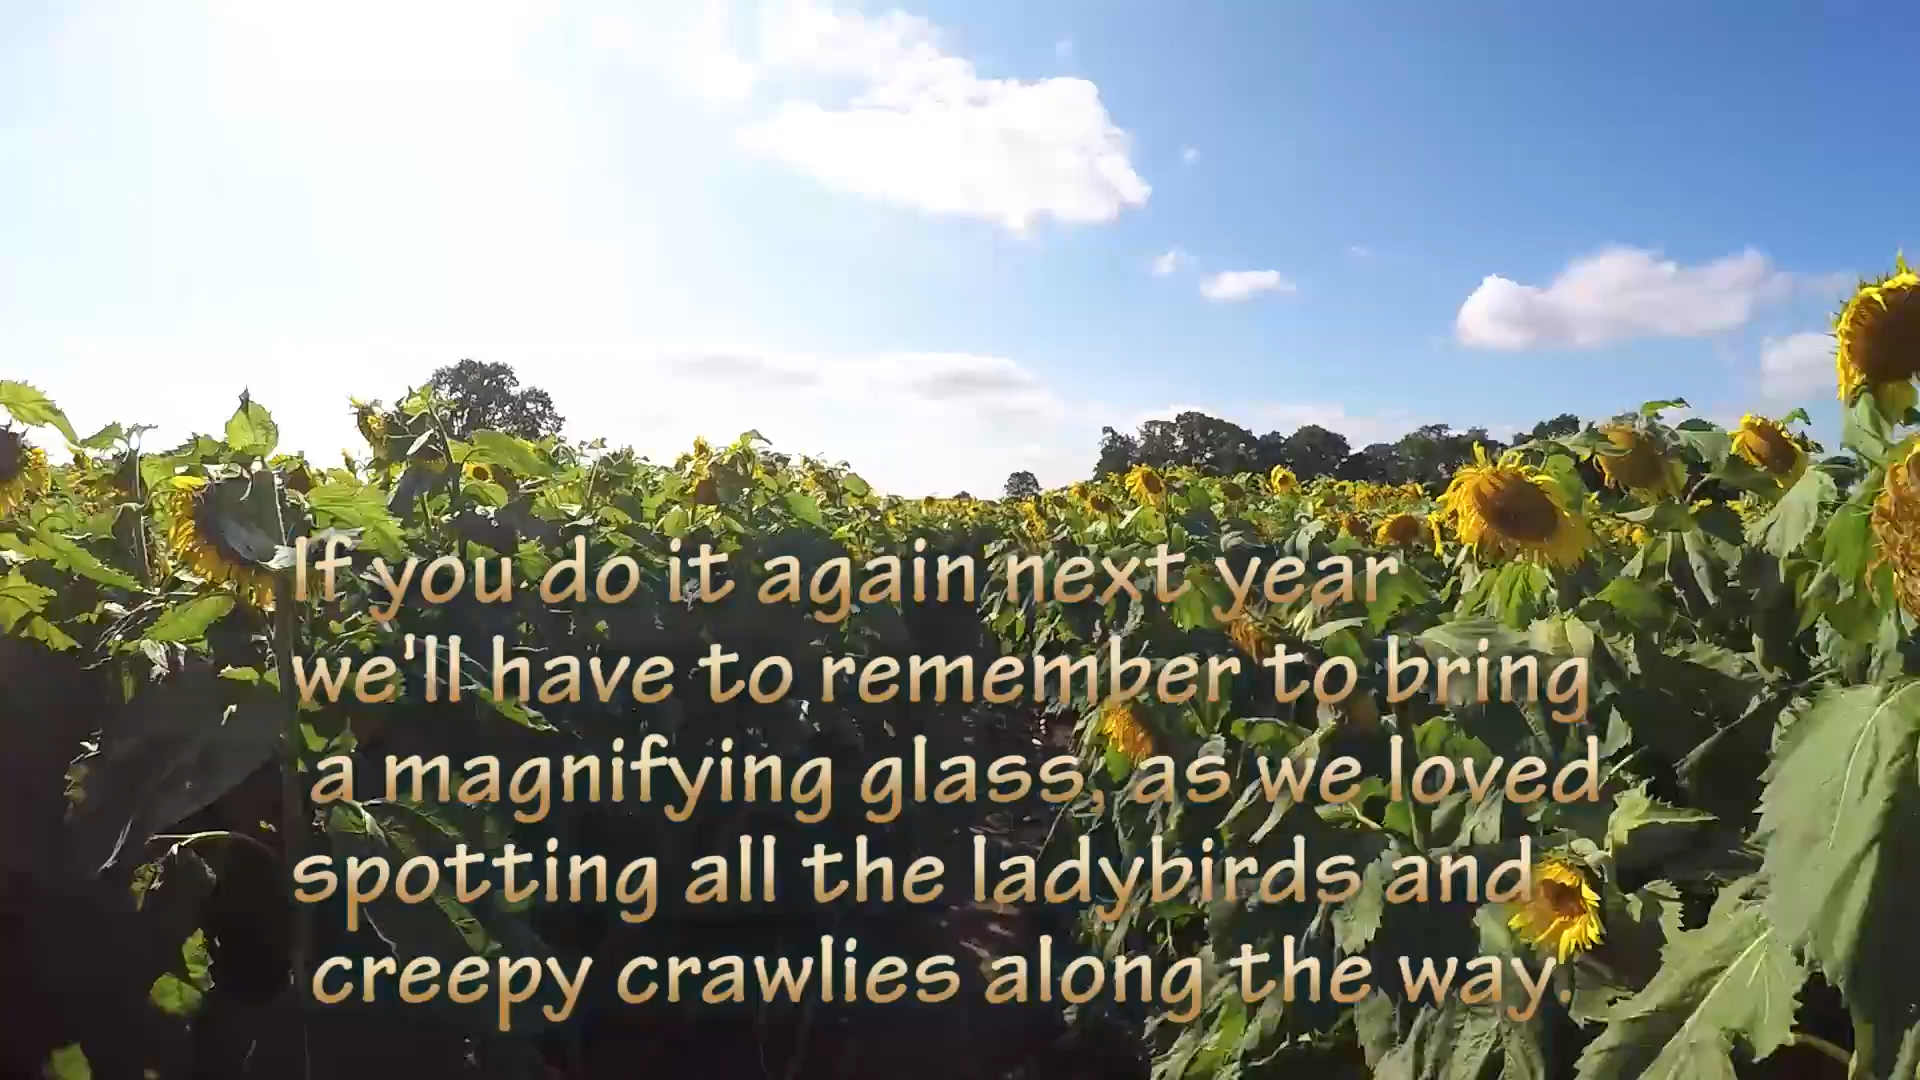 If you do it again next year
we'll have to remember to bring
a magnifying glass, as we loved
spotting all the ladybirds and
creepy crawlies along the way.